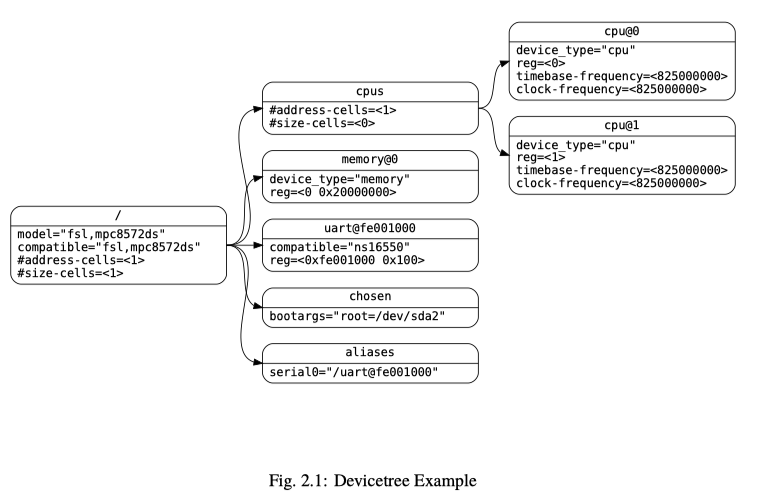 cpu@0
device_type="cpu"
reg=<0>
timebase-frequency=<825000000>
clock-frequency=<825000000>
cpus
#address-cells=<1>
#size-cells=<0>
cpu@1
device_type="cpu"
reg=<1>
timebase-frequency=<825000000>
clock-frequency=<825000000>
memory@0
device_type="memory"
reg=<0 0x20000000>
/
model="fsl,mpc8572ds"
compatible="fsl,mpc8572ds"
#address-cells=<1>
#size-cells=<1>
uart@fe001000
compatible="ns16550"
reg=<0xfe001000 0x100>
chosen
bootargs="root=/dev/sda2"
aliases
serial0="/uart@fe001000"
Fig. 2.1: Devicetree Example